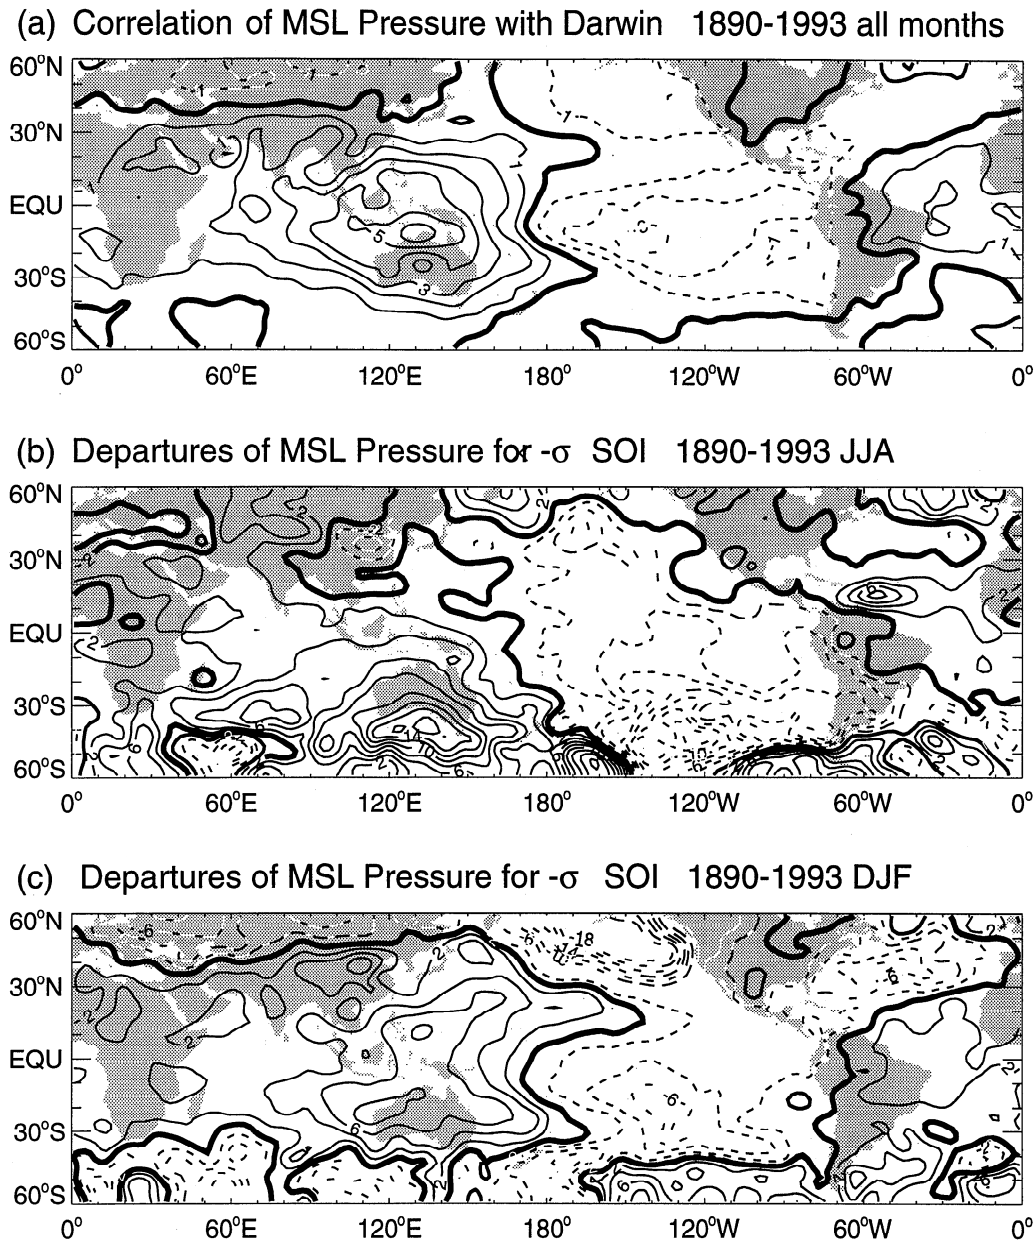 (a) Correlation of MSL Pressure with Darwin 1890-1993 all months
60°N
30°N
EQU
30°S
60°S
0° 60°E 120°E 180° 120°W 60°W 0°
(b) Departures of MSL Pressure for -σ SOI 1890-1993 JJA
60°N
30°N
EQU
30°S
60°S
0° 60°E 120°E 180° 120°W 60°W 0°
(c) Departures of MSL Pressure for -σ SOI 1890-1993 DJF
60°N
30°N
EQU
30°S
60°S
0° 60°E 120°E 180° 120°W 60°W 0°